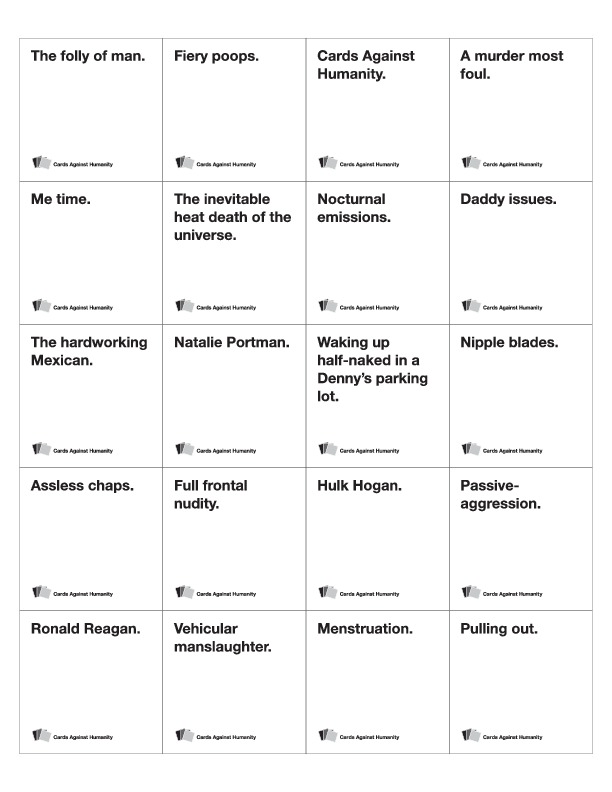 The folly of man.
Fiery poops.
Cards Against
Humanity.
A murder most
foul.
Cards Against Humanity
Cards Against Humanity
Cards Against Humanity
Cards Against Humanity
Me time.
The inevitable
heat death of the
universe.
Nocturnal
emissions.
Daddy issues.
Cards Against Humanity
Cards Against Humanity
Cards Against Humanity
Cards Against Humanity
The hardworking
Mexican.
Natalie Portman.
Waking up
half-naked in a
Denny’s parking
lot.
Nipple blades.
Cards Against Humanity
Cards Against Humanity
Cards Against Humanity
Cards Against Humanity
Assless chaps.
Full frontal
nudity.
Hulk Hogan.
Passive-
aggression.
Cards Against Humanity
Cards Against Humanity
Cards Against Humanity
Cards Against Humanity
Ronald Reagan.
Vehicular
manslaughter.
Menstruation.
Pulling out.
Cards Against Humanity
Cards Against Humanity
Cards Against Humanity
Cards Against Humanity